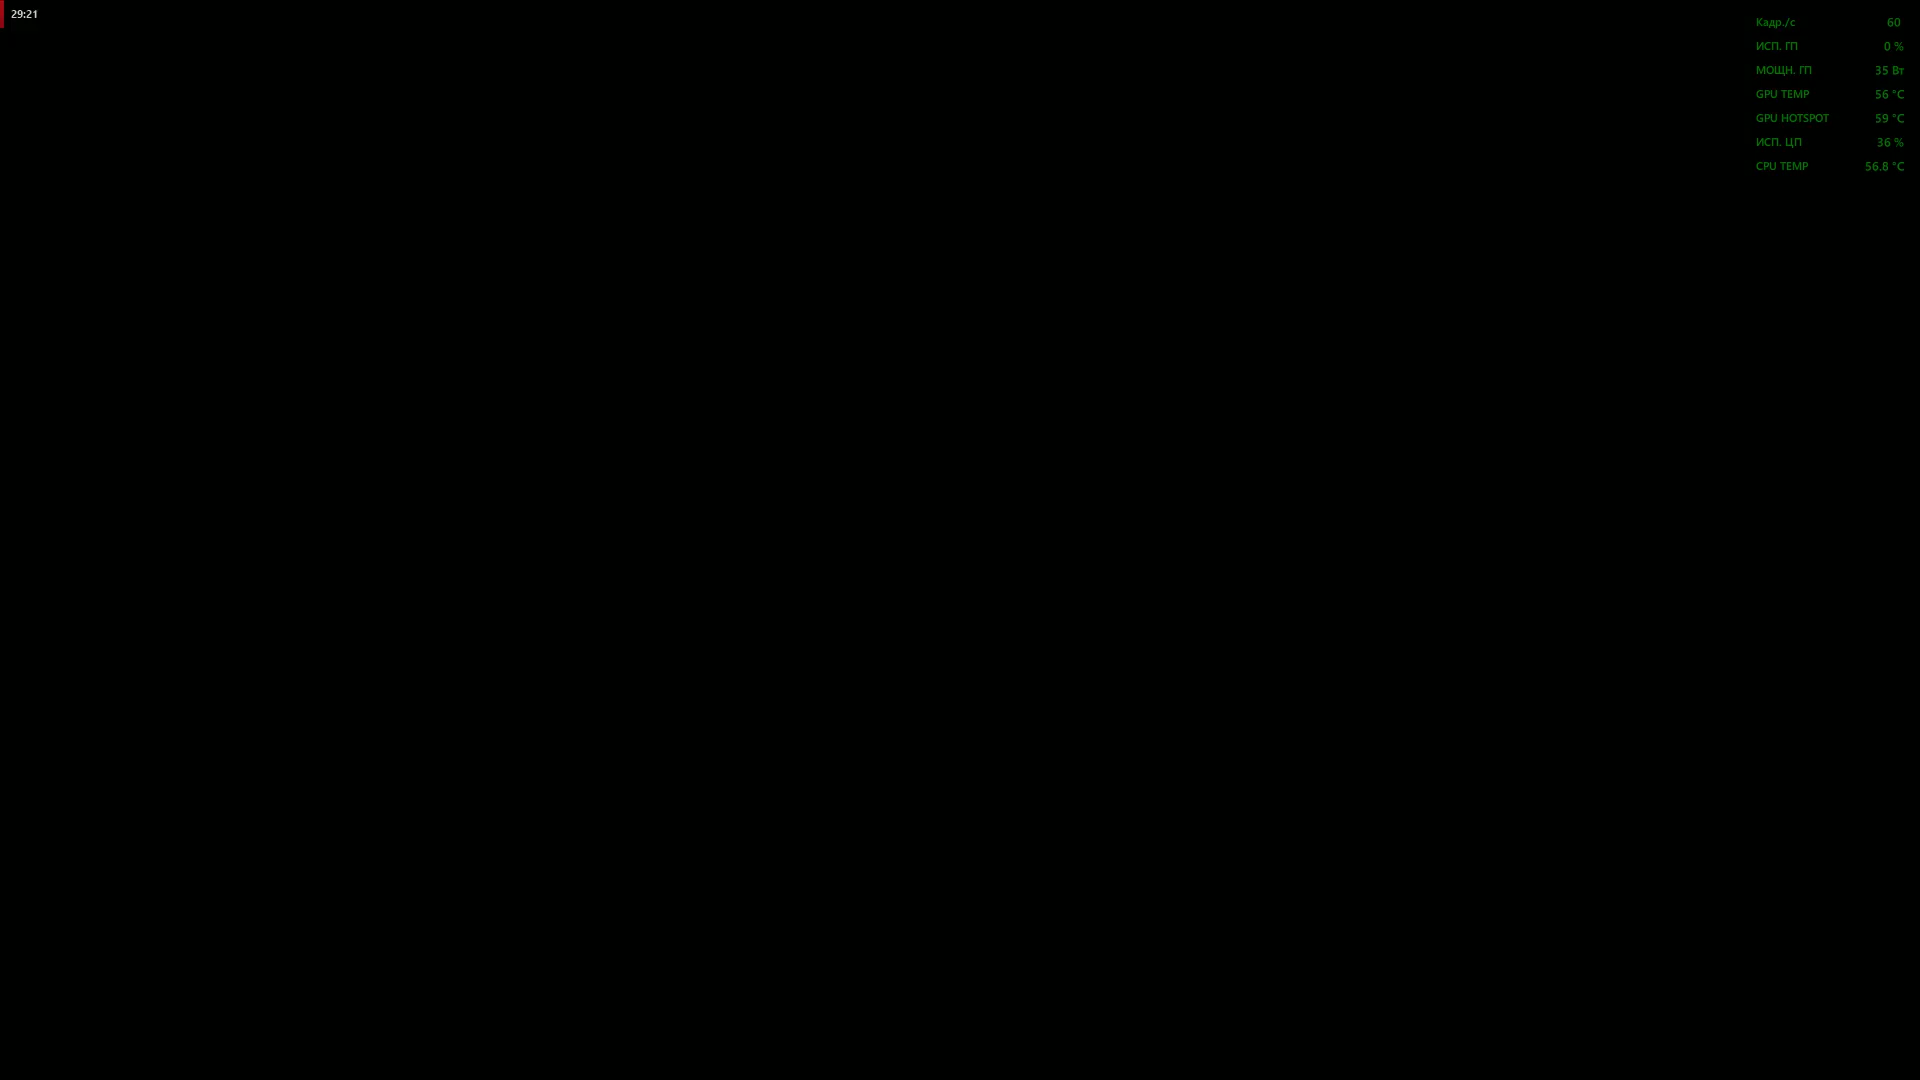 29:21
Кадр./с 60
ИСП. ГП 0 %
МОЩН. ГП 35 Вт
GPU TEMP 56 °C
GPU HOTSPOT 59 °C
ИСП. ЦП 36 %
CPU TEMP 56.8 °C